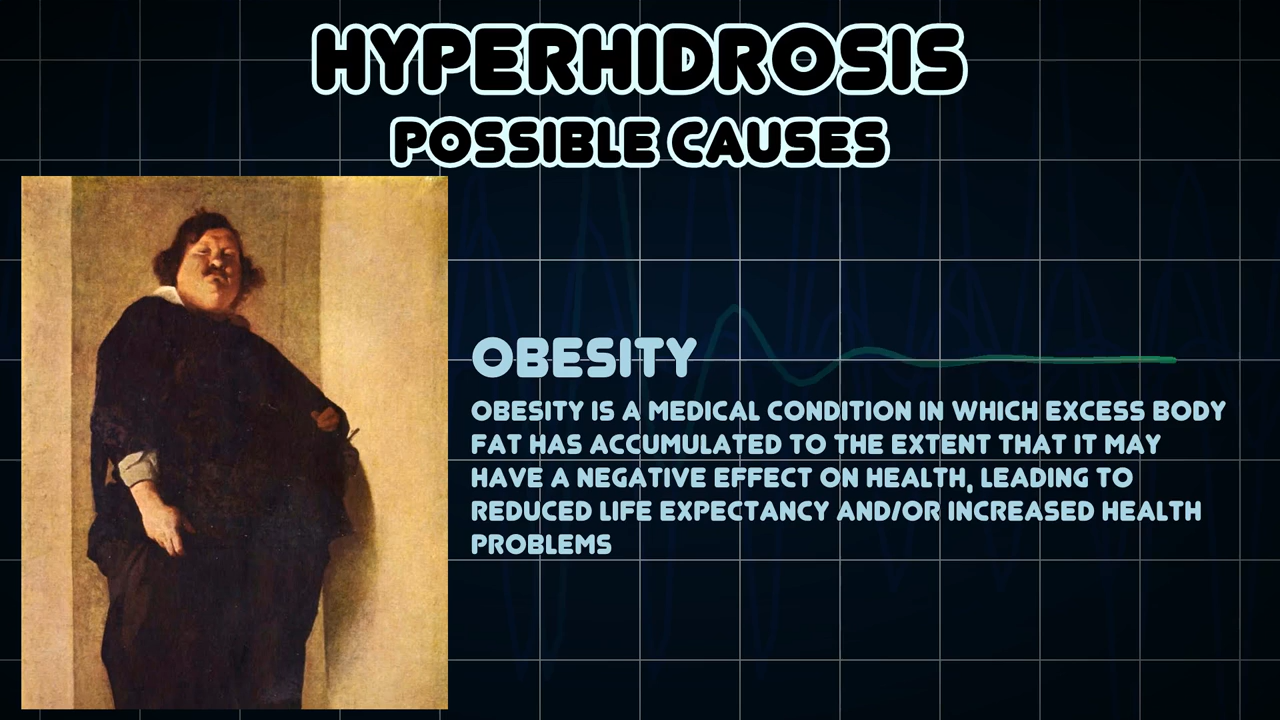 HYPERHIDROSIS
POSSIBLE CAUSES
OBESITY
OBESITY IS A MEDICAL CONDITION IN WHICH EXCESS BODY
FAT HAS ACCUMULATED TO THE EXTENT THAT IT MAY
HAVE A NEGATIVE EFFECT ON HEALTH, LEADING TO
REDUCED LIFE EXPECTANCY AND/OR INCREASED HEALTH
PROBLEMS